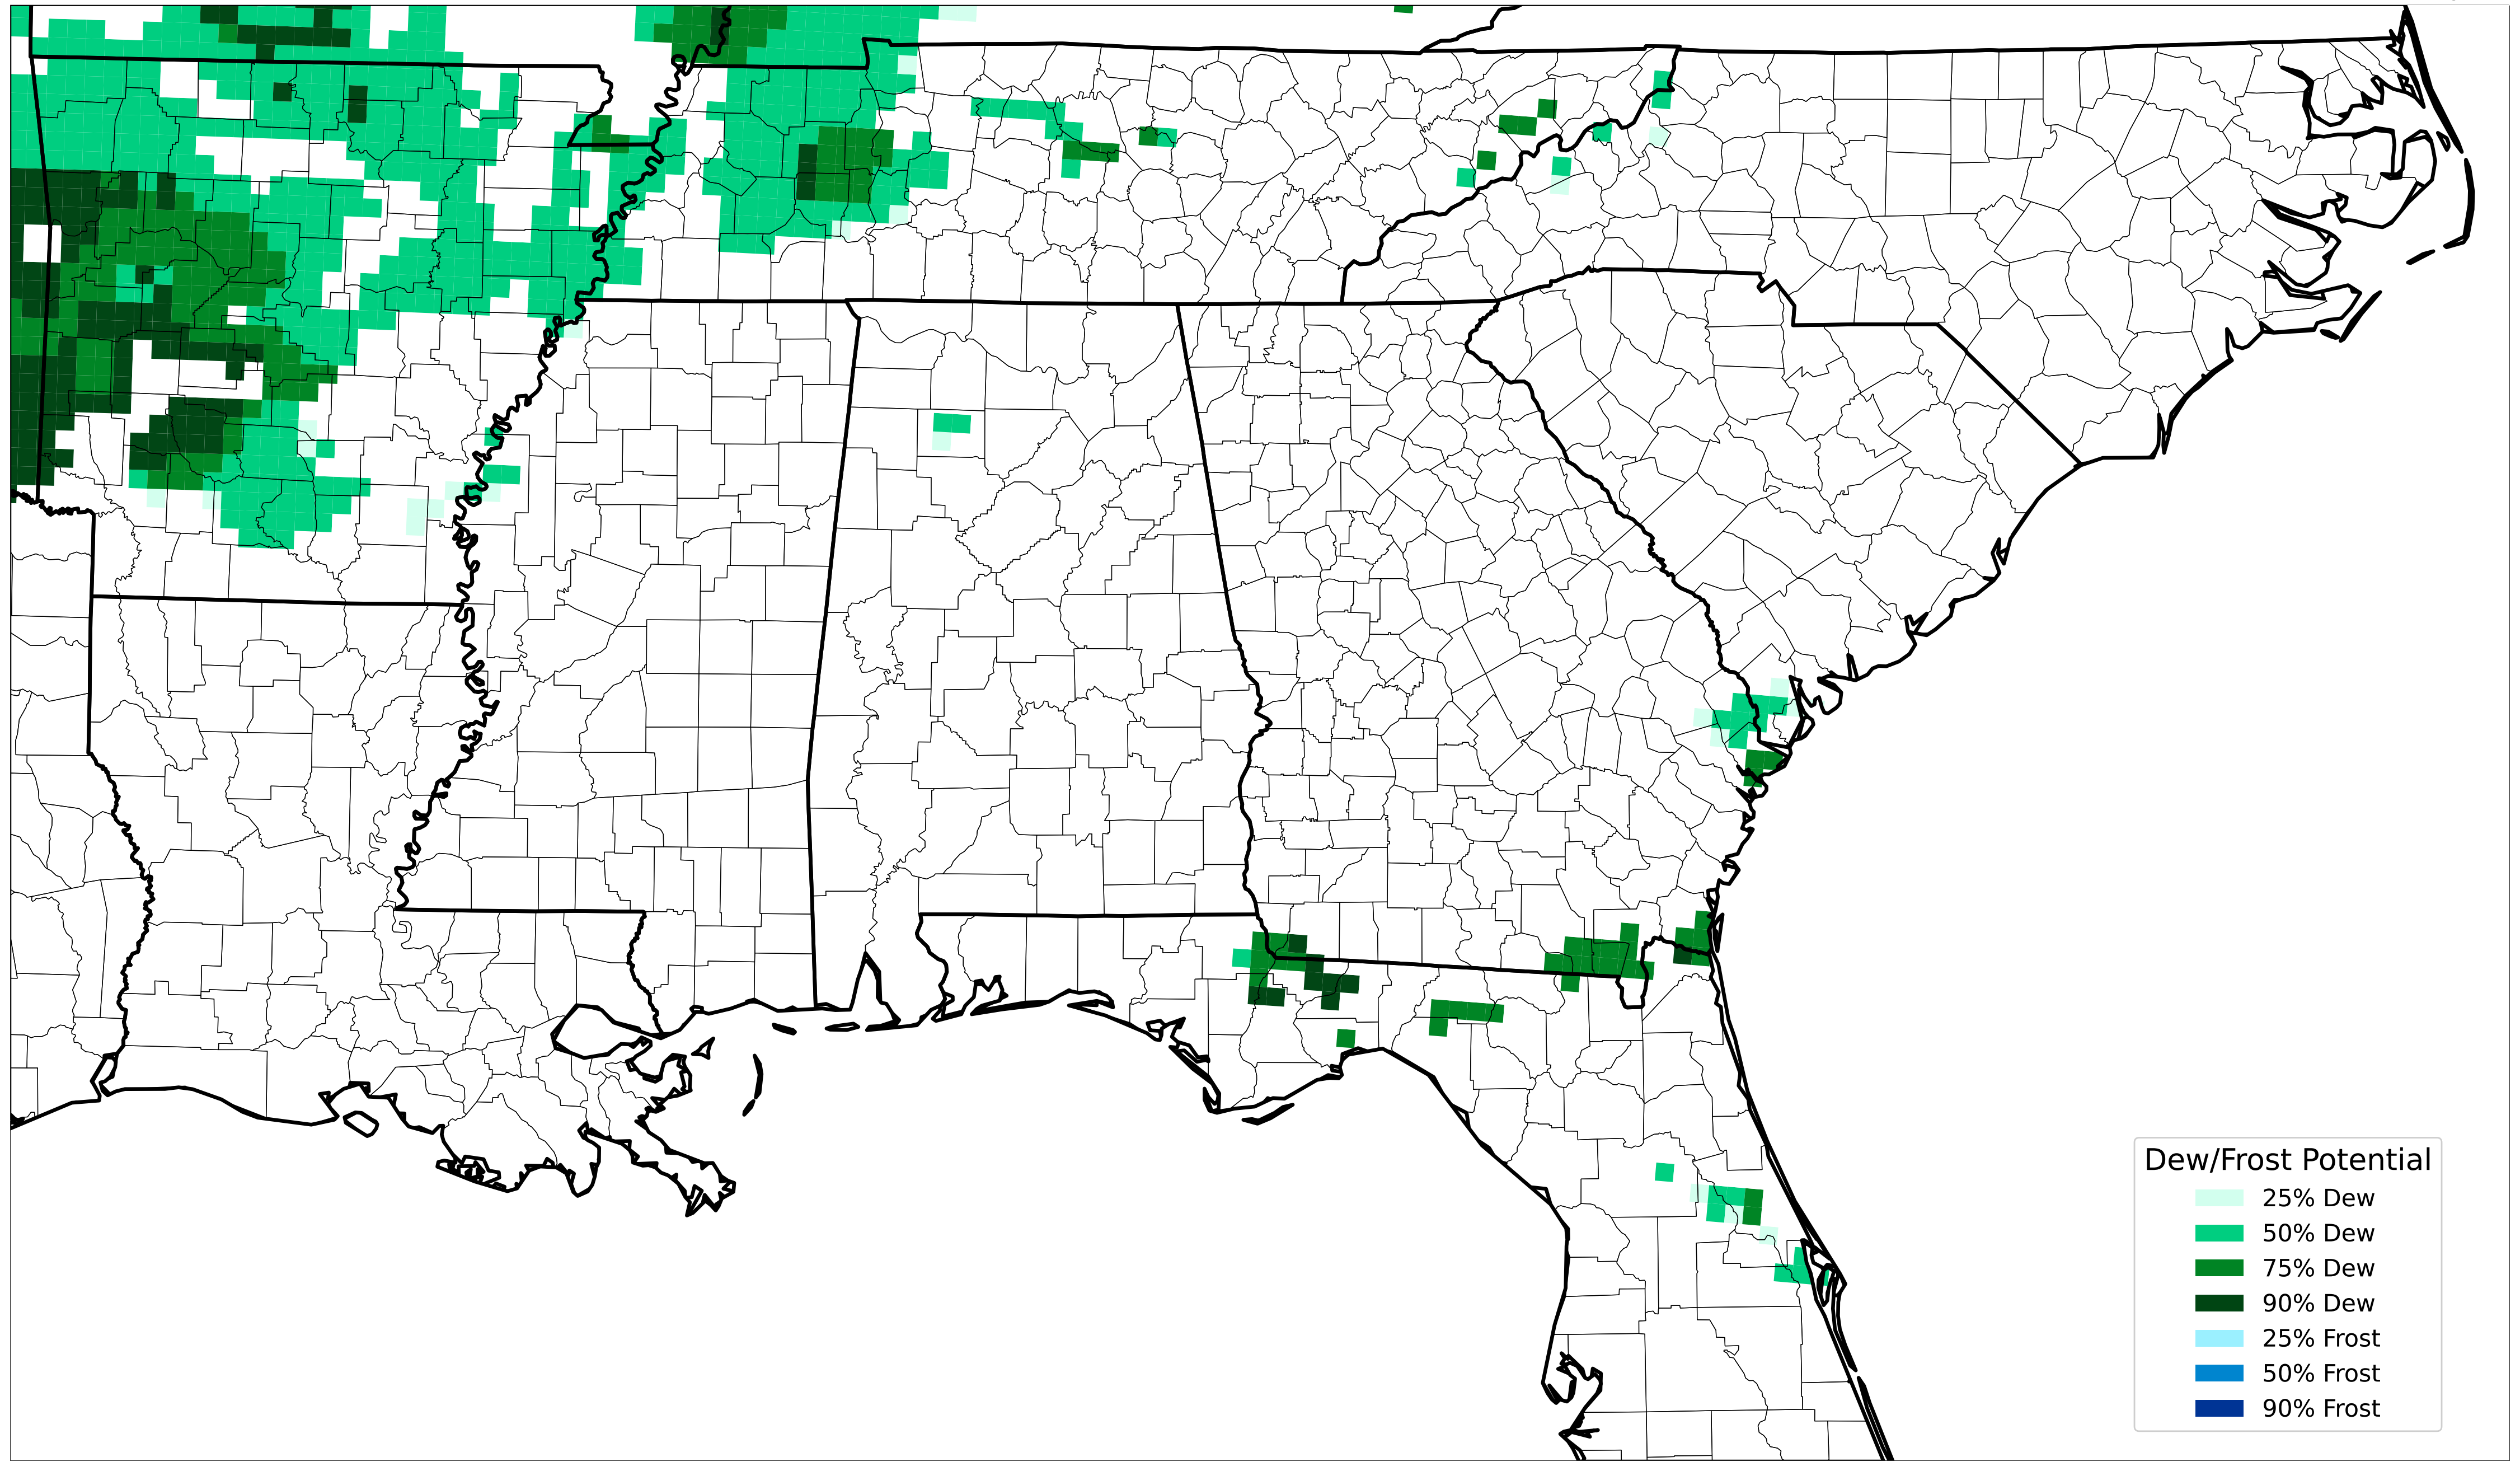 Dew/Frost Potential
25% Dew
50% Dew
75% Dew
90% Dew
25% Frost
50% Frost
90% Frost